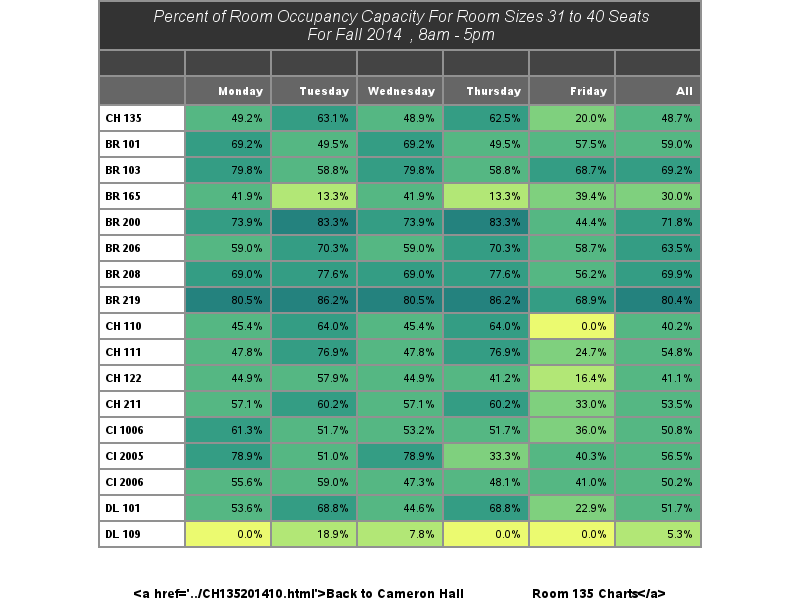 Percent of Room Occupancy Capacity For Room Sizes 31 to 40 Seats
For Fall 2014 , 8am - 5pm
Monday Tuesday Wednesday Thursday Friday All
CH 135 49.2% 63.1% 48.9% 62.5% 20.0% 48.7%
BR 101 69.2% 49.5% 69.2% 49.5% 57.5% 59.0%
BR 103 79.8% 58.8% 79.8% 58.8% 68.7% 69.2%
BR 165 41.9% 13.3% 41.9% 13.3% 39.4% 30.0%
BR 200 73.9% 83.3% 73.9% 83.3% 44.4% 71.8%
BR 206 59.0% 70.3% 59.0% 70.3% 58.7% 63.5%
BR 208 69.0% 77.6% 69.0% 77.6% 56.2% 69.9%
BR 219 80.5% 86.2% 80.5% 86.2% 68.9% 80.4%
CH 110 45.4% 64.0% 45.4% 64.0% 0.0% 40.2%
CH 111 47.8% 76.9% 47.8% 76.9% 24.7% 54.8%
CH 122 44.9% 57.9% 44.9% 41.2% 16.4% 41.1%
CH 211 57.1% 60.2% 57.1% 60.2% 33.0% 53.5%
CI 1006 61.3% 51.7% 53.2% 51.7% 36.0% 50.8%
CI 2005 78.9% 51.0% 78.9% 33.3% 40.3% 56.5%
CI 2006 55.6% 59.0% 47.3% 48.1% 41.0% 50.2%
DL 101 53.6% 68.8% 44.6% 68.8% 22.9% 51.7%
DL 109 0.0% 18.9% 7.8% 0.0% 0.0% 5.3%
<a href='../CH135201410.html'>Back to Cameron Hall Room 135 Charts</a>